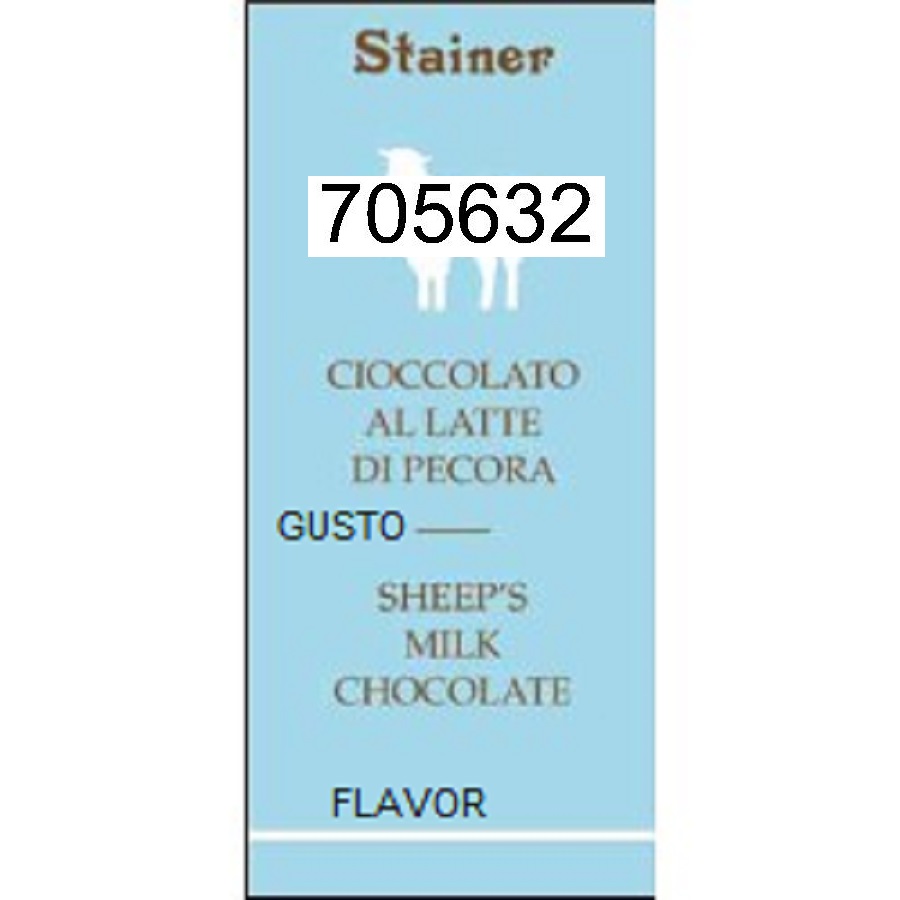 Stainer
705632
CIOCCOLATO
AL LATTE
DI PECORA
GUSTO
SHEEP'S
MILK
CHOCOLATE
FLAVOR